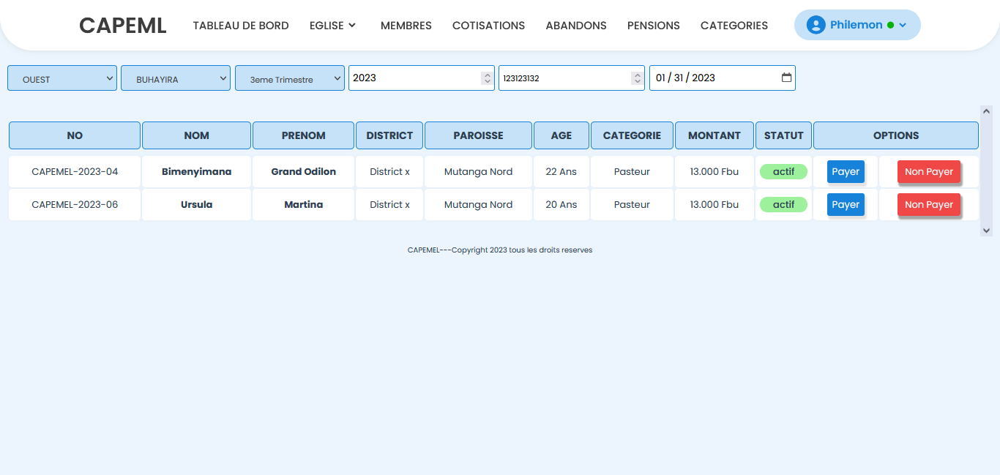 CAPEML TABLEAU DE BORD EGLISE MEMBRES COTISATIONS ABANDONS PENSIONS CATEGORIES Philemon
OUEST BUHAYIRA 3eme Trimestre 2023 123123132 01 / 31 / 2023
NO NOM PRENOM DISTRICT PAROISSE AGE CATEGORIE MONTANT STATUT OPTIONS
CAPEMEL-2023-04 Bimenyimana Grand Odilon District x Mutanga Nord 22 Ans Pasteur 13.000 Fbu actif Payer Non Payer
CAPEMEL-2023-06 Ursula Martina District x Mutanga Nord 20 Ans Pasteur 13.000 Fbu actif Payer Non Payer
CAPEMEL---Copyright 2023 tous les droits reserves